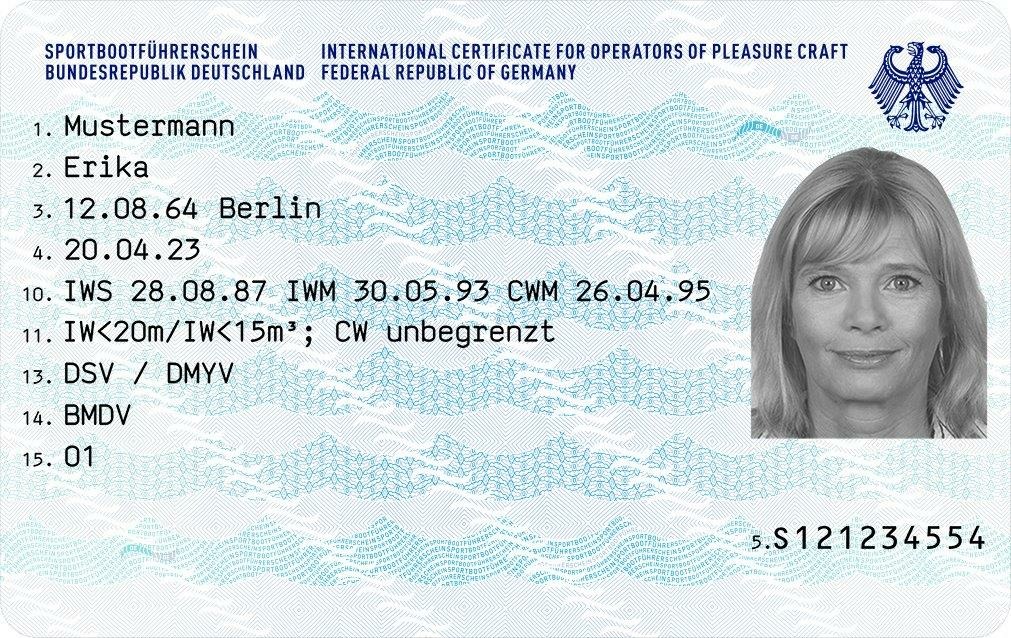 SPORTBOOTFÜHRERSCHEIN
BUNDESREPUBLIK DEUTSCHLAND
INTERNATIONAL CERTIFICATE FOR OPERATORS OF PLEASURE CRAFT
FEDERAL REPUBLIC OF GERMANY
1. Mustermann
2. Erika
3. 12.08.64 Berlin
4. 20.04.23
10. IWS 28.08.87 IWM 30.05.93 CWM 26.04.95
11. IW<20m/IW<15m³; CW unbegrenzt
13. DSV / DMYV
14. BMDV
15. 01
5.S121234554